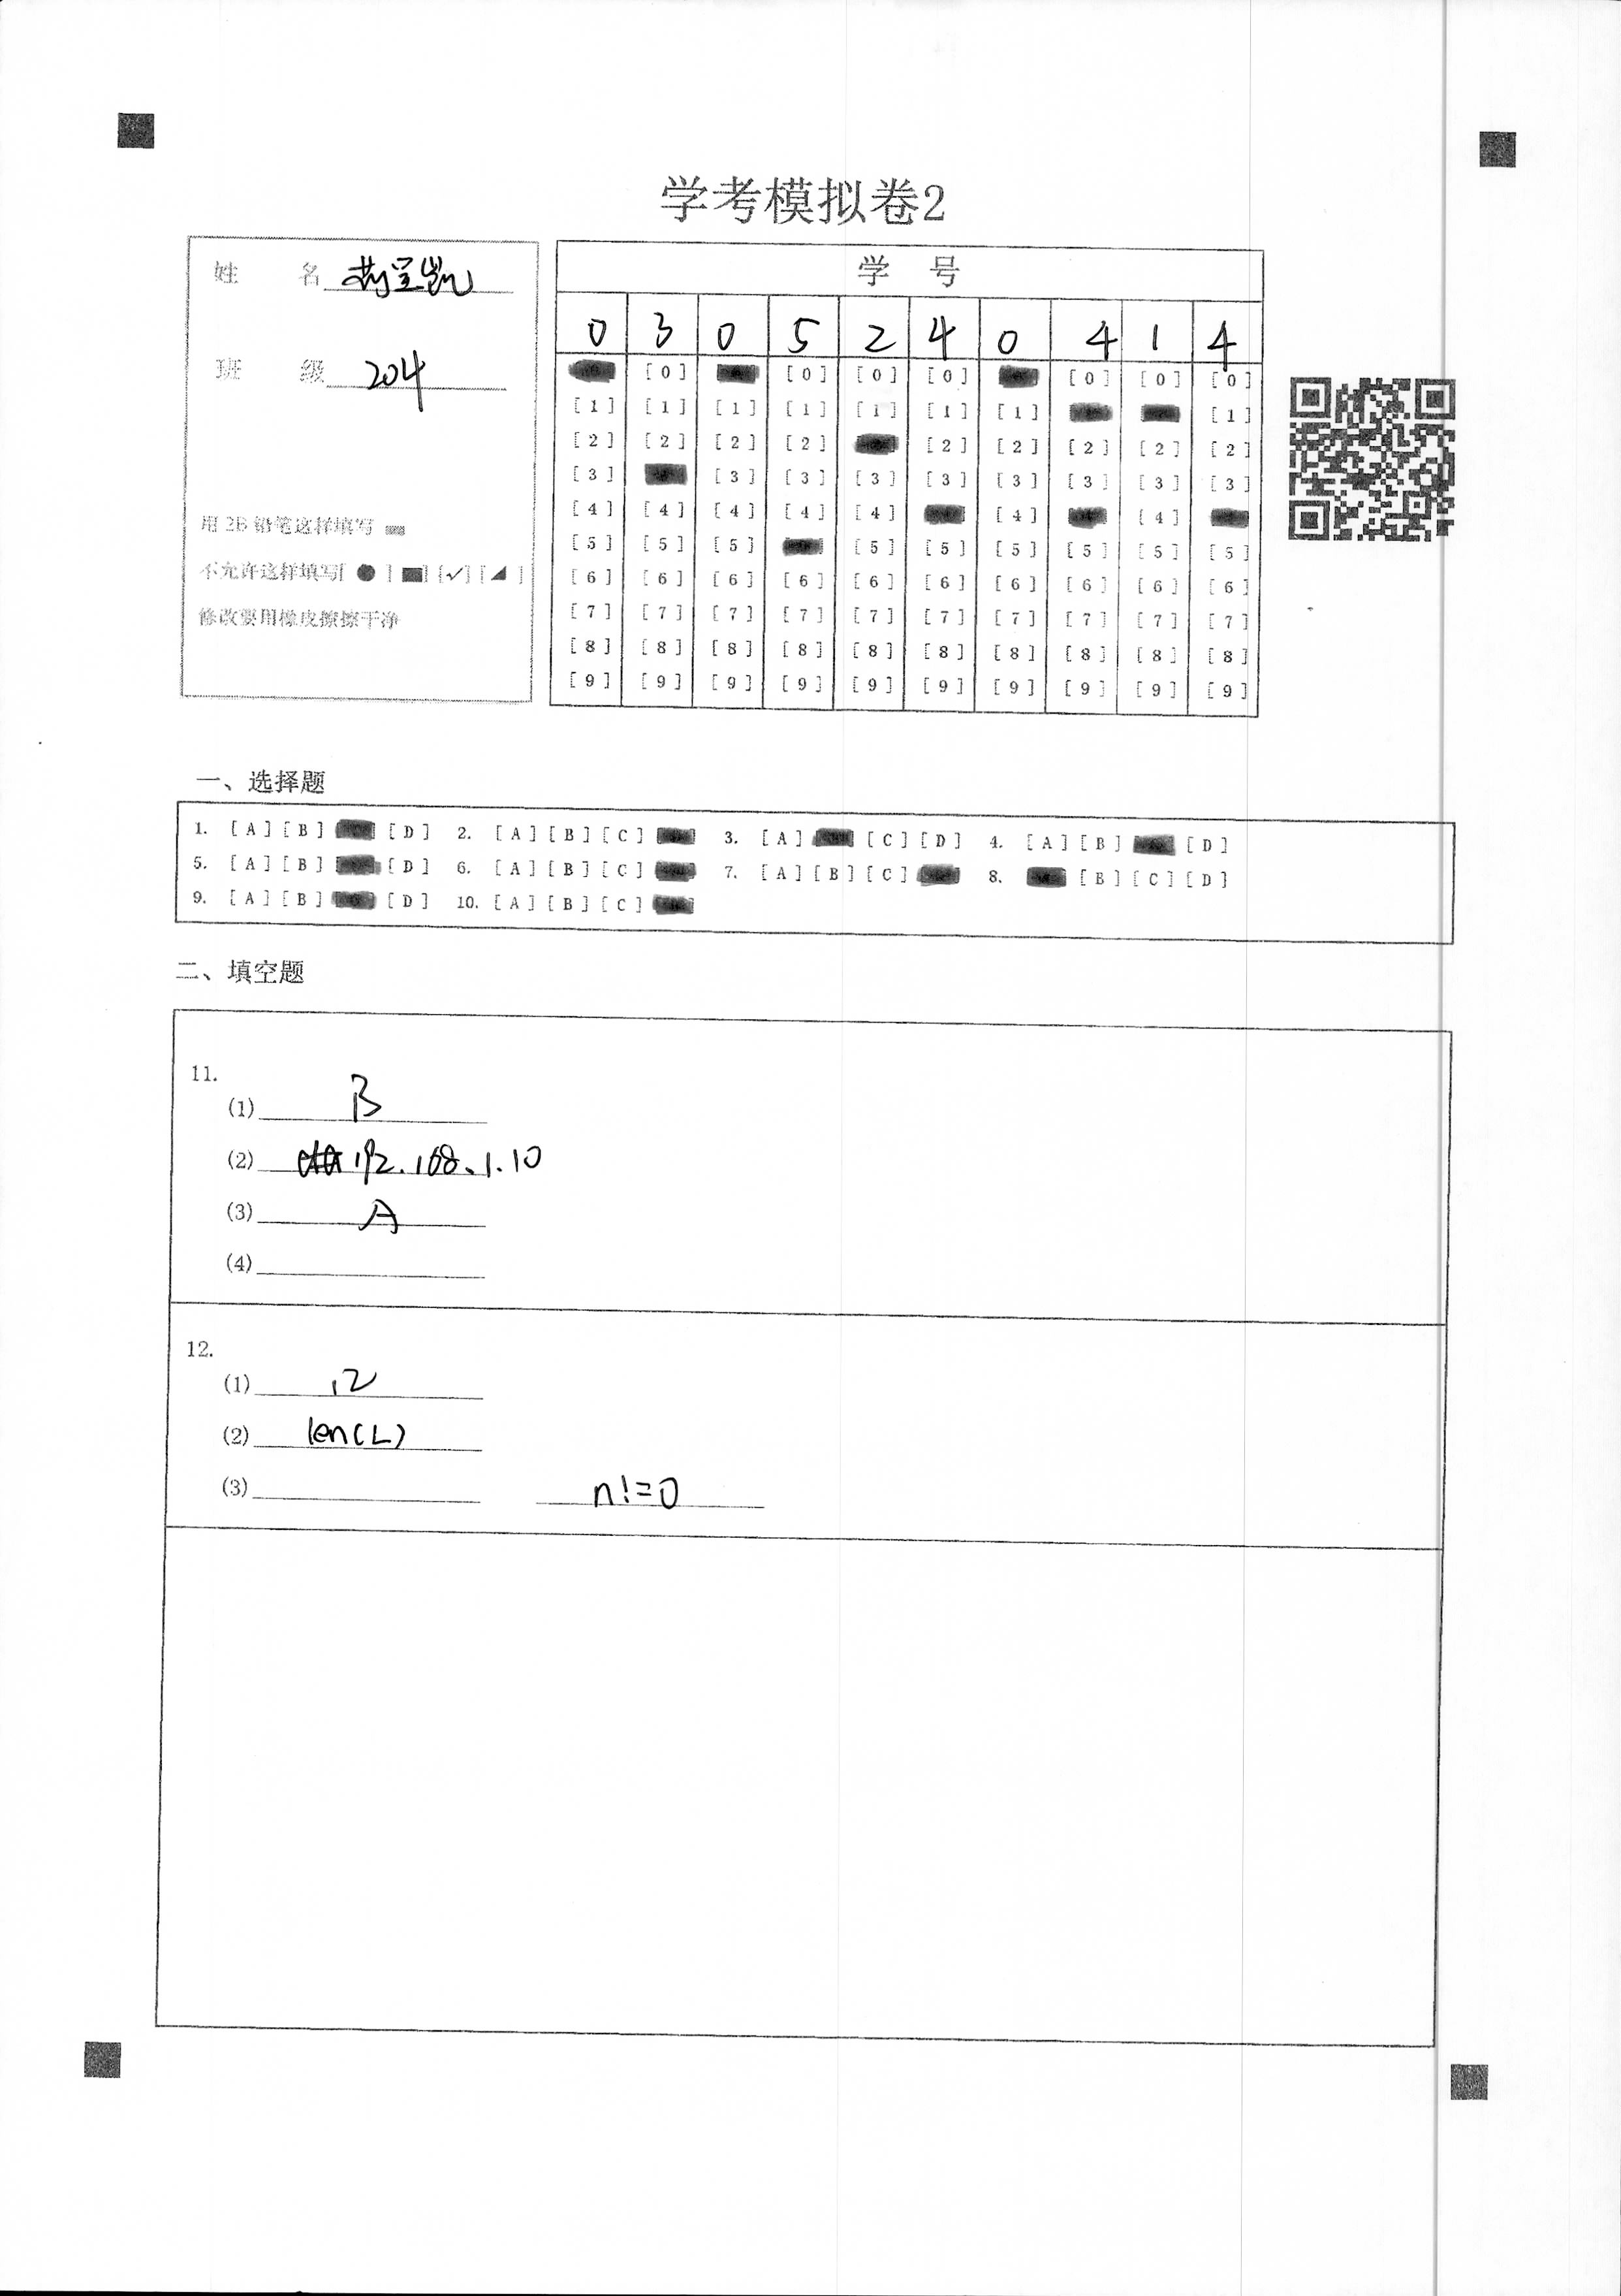 学考模拟卷2
姓 名
班 级 204
用 2B 铅笔这样填写
不允许这样填写[ ● ] [■] [✓] [◢ ]
修改要用橡皮擦擦干净
学 号
0 3 0 5 2 4 0 4 1 4
[0] [0] [0] [0] [0] [0] [0]
[1] [1] [1] [1] [1] [1] [1] [1]
[2] [2] [2] [2] [2] [2] [2] [2] [2]
[3] [3] [3] [3] [3] [3] [3] [3] [3]
[4] [4] [4] [4] [4] [4] [4]
[5] [5] [5] [5] [5] [5] [5] [5] [5]
[6] [6] [6] [6] [6] [6] [6] [6] [6] [6]
[7] [7] [7] [7] [7] [7] [7] [7] [7] [7]
[8] [8] [8] [8] [8] [8] [8] [8] [8] [8]
[9] [9] [9] [9] [9] [9] [9] [9] [9] [9]
一、选择题
1. [A] [B] [D] 2. [A] [B] [C] 3. [A] [C] [D] 4. [A] [B] [D]
5. [A] [B] [D] 6. [A] [B] [C] 7. [A] [B] [C] 8. [B] [C] [D]
9. [A] [B] [D] 10. [A] [B] [C]
二、填空题
11.
(1) B
(2) 192.168.1.10
(3) A
(4)
12.
(1) 12
(2) len(L)
(3) n!=0